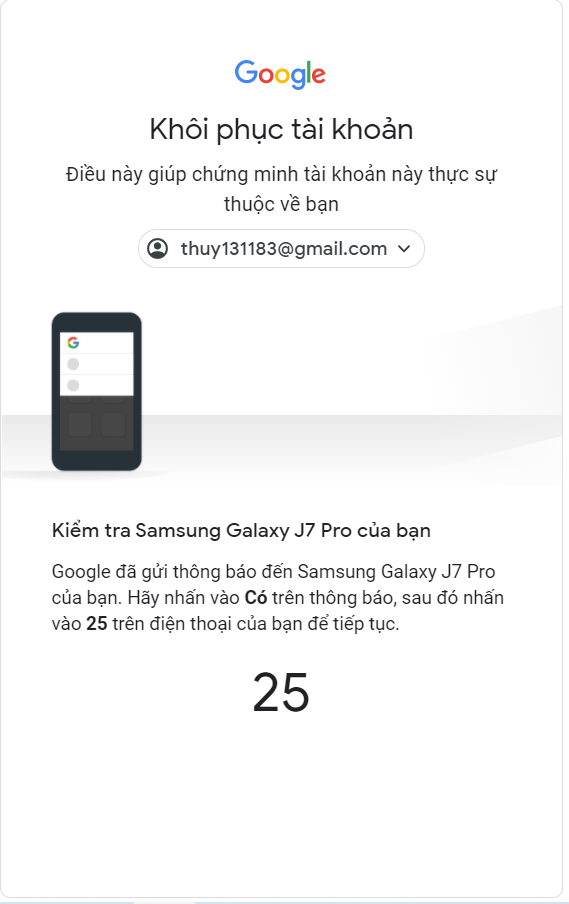 Google
Khôi phục tài khoản
Điều này giúp chứng minh tài khoản này thực sự
thuộc về bạn
thuy131183@gmail.com
G
Kiểm tra Samsung Galaxy J7 Pro của bạn
Google đã gửi thông báo đến Samsung Galaxy J7 Pro
của bạn. Hãy nhấn vào Có trên thông báo, sau đó nhấn
vào 25 trên điện thoại của bạn để tiếp tục.
25